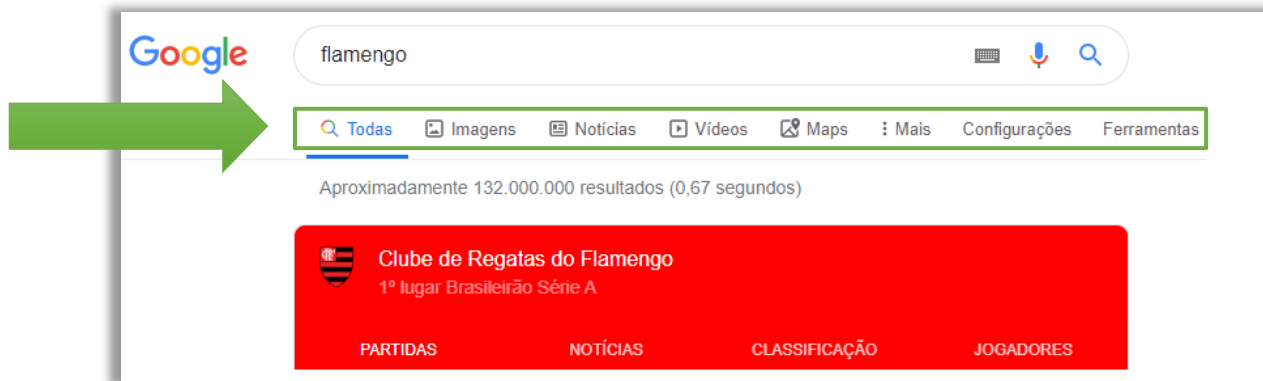 Google
flamengo
Todas Imagens Notícias Vídeos Maps Mais Configurações Ferramentas
Aproximadamente 132.000.000 resultados (0,67 segundos)
Clube de Regatas do Flamengo
1º lugar Brasileirão Série A
PARTIDAS NOTÍCIAS CLASSIFICAÇÃO JOGADORES